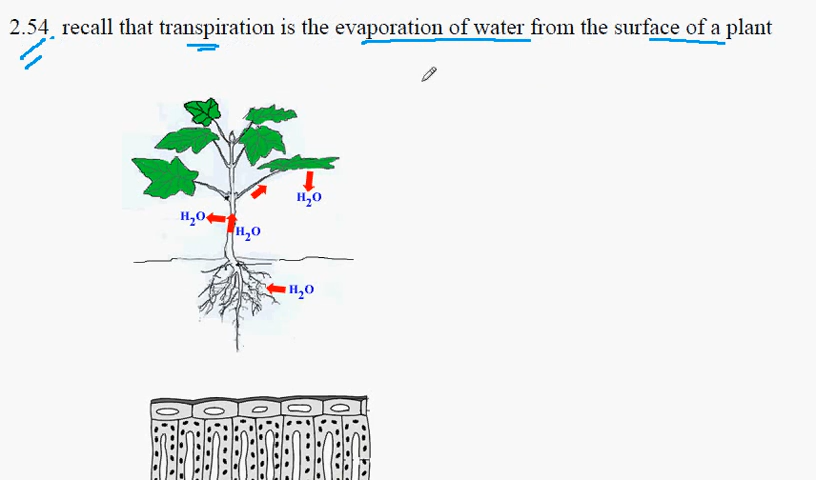 2.54. recall that transpiration is the evaporation of water from the surface of a plant
H₂O
H₂O
H₂O
H₂O